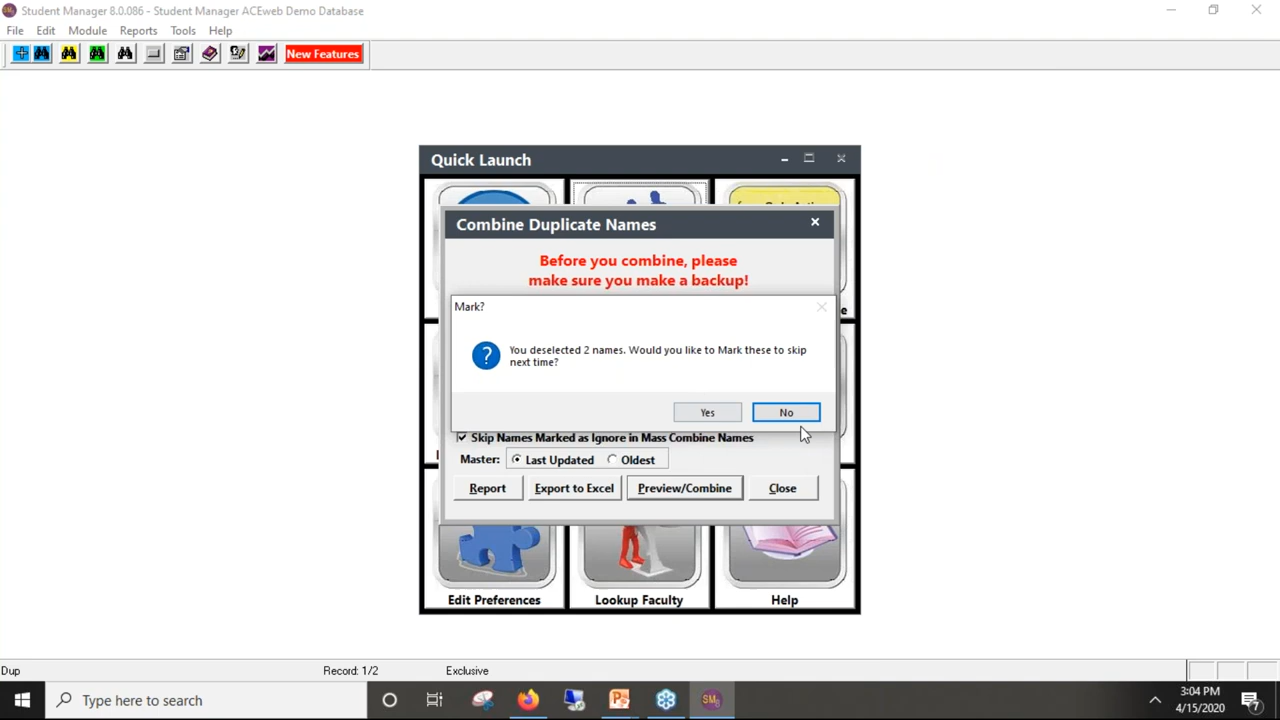 Student Manager 8.0.086 - Student Manager ACEweb Demo Database
File Edit Module Reports Tools Help
New Features
Quick Launch
Combine Duplicate Names
Before you combine, please
make sure you make a backup!
Mark?
You deselected 2 names. Would you like to Mark these to skip
next time?
Yes No
Skip Names Marked as Ignore in Mass Combine Names
Master: Last Updated Oldest
Report Export to Excel Preview/Combine Close
Edit Preferences Lookup Faculty Help
Dup Record: 1/2 Exclusive
Type here to search
3:04 PM
4/15/2020
7